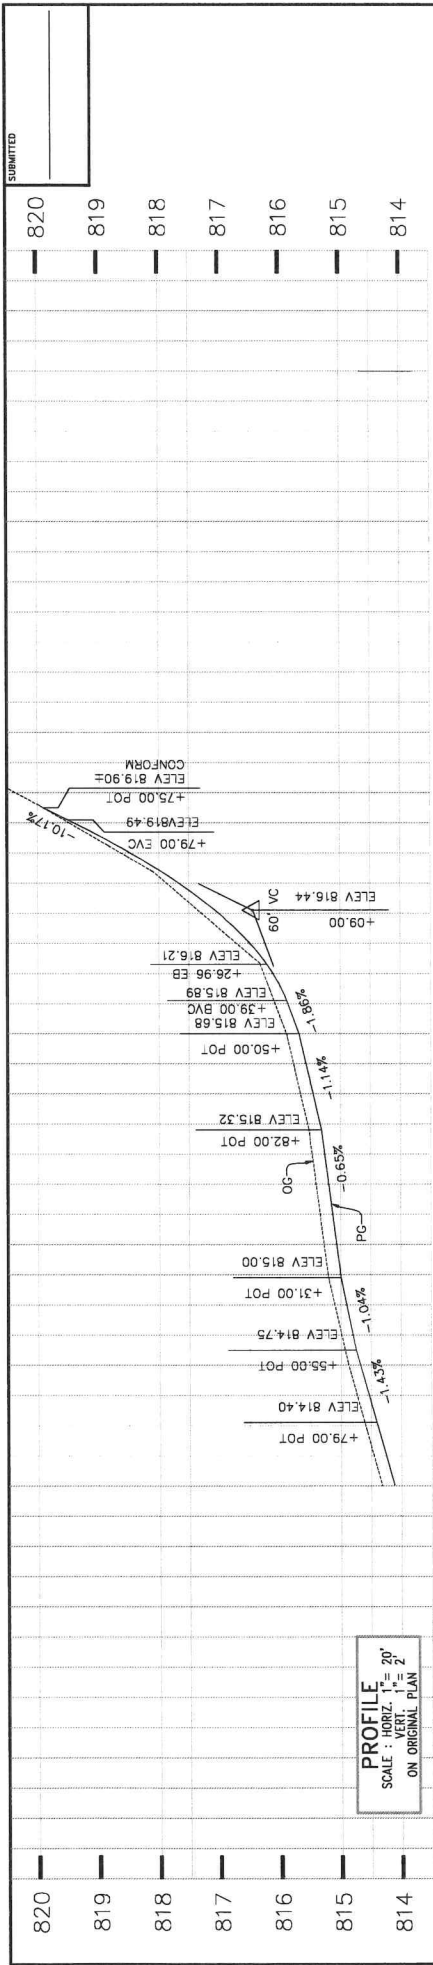 SUBMITTED
820
819
818
817
816
815
814
820
819
818
817
816
815
814
PROFILE
SCALE : HORIZ. 1"= 20'
VERT. 1"= 2'
ON ORIGINAL PLAN
+79.00 POT
ELEV 814.40
-1.43%
+55.00 POT
ELEV 814.75
-1.04%
+31.00 POT
ELEV 815.00
PG
OG
-0.65%
+82.00 POT
ELEV 815.32
-1.14%
+50.00 POT
ELEV 815.68
-1.86%
+39.00 BVC
ELEV 815.89
+26.96 EB
ELEV 816.21
60' VC
+09.00
ELEV 816.44
+79.00 EVC
ELEV819.49
+75.00 POT
ELEV 819.90±
CONFORM
-10.17%